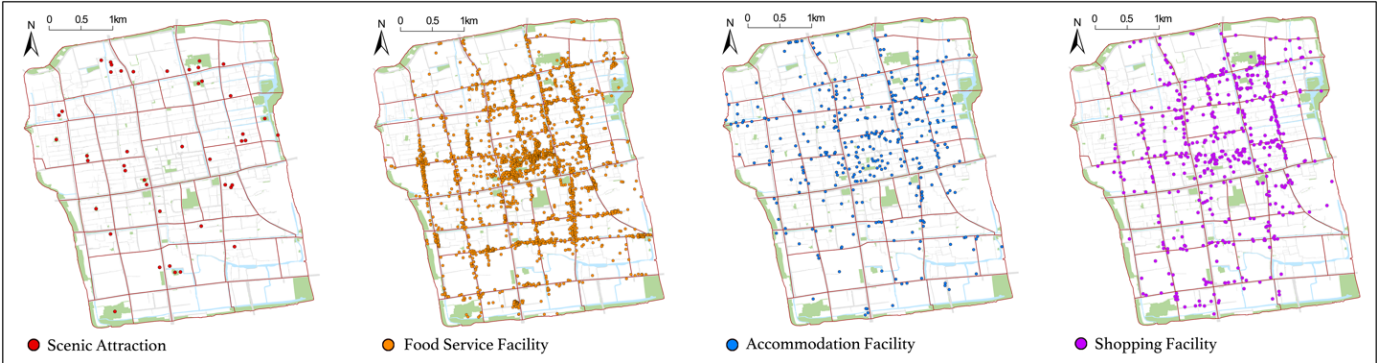 N 0 0.5 1km
N 0 0.5 1km
N 0 0.5 1km
N 0 0.5 1km
Scenic Attraction
Food Service Facility
Accommodation Facility
Shopping Facility